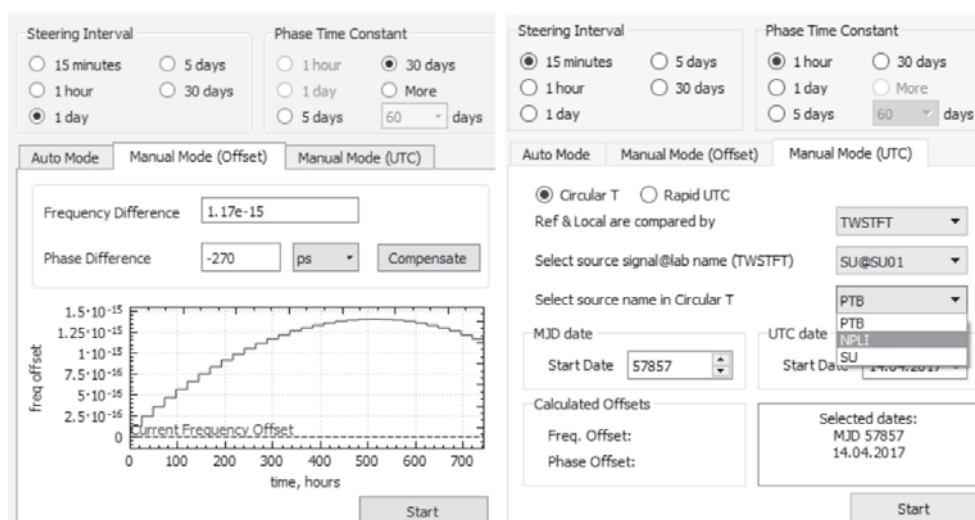 Steering Interval
15 minutes
5 days
1 hour
30 days
1 day
Phase Time Constant
1 hour
30 days
1 day
More
5 days
60
days
Auto Mode
Manual Mode (Offset)
Manual Mode (UTC)
Frequency Difference
1.17e-15
Phase Difference
-270
ps
Compensate
freq offset
1.5·10-15
1.25·10-15
1·10-15
7.5·10-16
5·10-16
2.5·10-16
0
Current Frequency Offset
0 100 200 300 400 500 600 700
time, hours
Start
Steering Interval
15 minutes
5 days
1 hour
30 days
1 day
Phase Time Constant
1 hour
30 days
1 day
More
5 days
60
days
Auto Mode
Manual Mode (Offset)
Manual Mode (UTC)
Circular T
Rapid UTC
Ref & Local are compared by
TWSTFT
Select source signal@lab name (TWSTFT)
SU@SU01
Select source name in Circular T
PTB
PTB
NPLI
SU
MJD date
Start Date
57857
UTC date
Start Date
14.04.2017
Calculated Offsets
Freq. Offset:
Phase Offset:
Selected dates:
MJD 57857
14.04.2017
Start